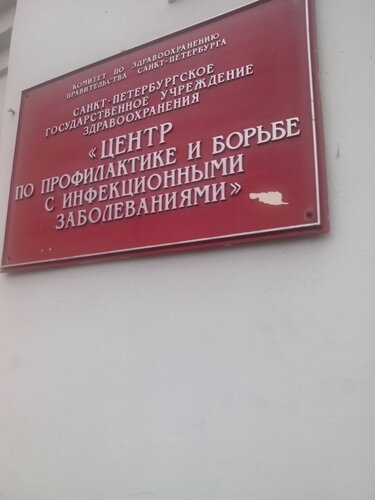 КОМИТЕТ ПО ЗДРАВООХРАНЕНИЮ
ПРАВИТЕЛЬСТВА САНКТ-ПЕТЕРБУРГА
САНКТ-ПЕТЕРБУРГСКОЕ
ГОСУДАРСТВЕННОЕ УЧРЕЖДЕНИЕ
ЗДРАВООХРАНЕНИЯ
«ЦЕНТР
ПО ПРОФИЛАКТИКЕ И БОРЬБЕ
С ИНФЕКЦИОННЫМИ
ЗАБОЛЕВАНИЯМИ»